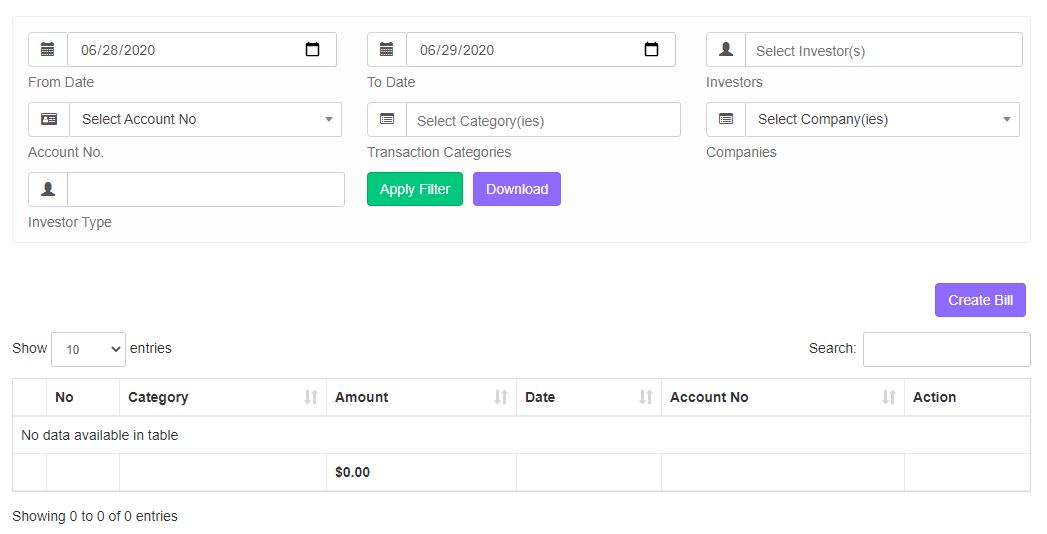 06/28/2020 06/29/2020 Select Investor(s)
From Date To Date Investors
Select Account No Select Category(ies) Select Company(ies)
Account No. Transaction Categories Companies
Apply Filter Download
Investor Type
Create Bill
Show 10 entries Search:
No Category Amount Date Account No Action
No data available in table
$0.00
Showing 0 to 0 of 0 entries